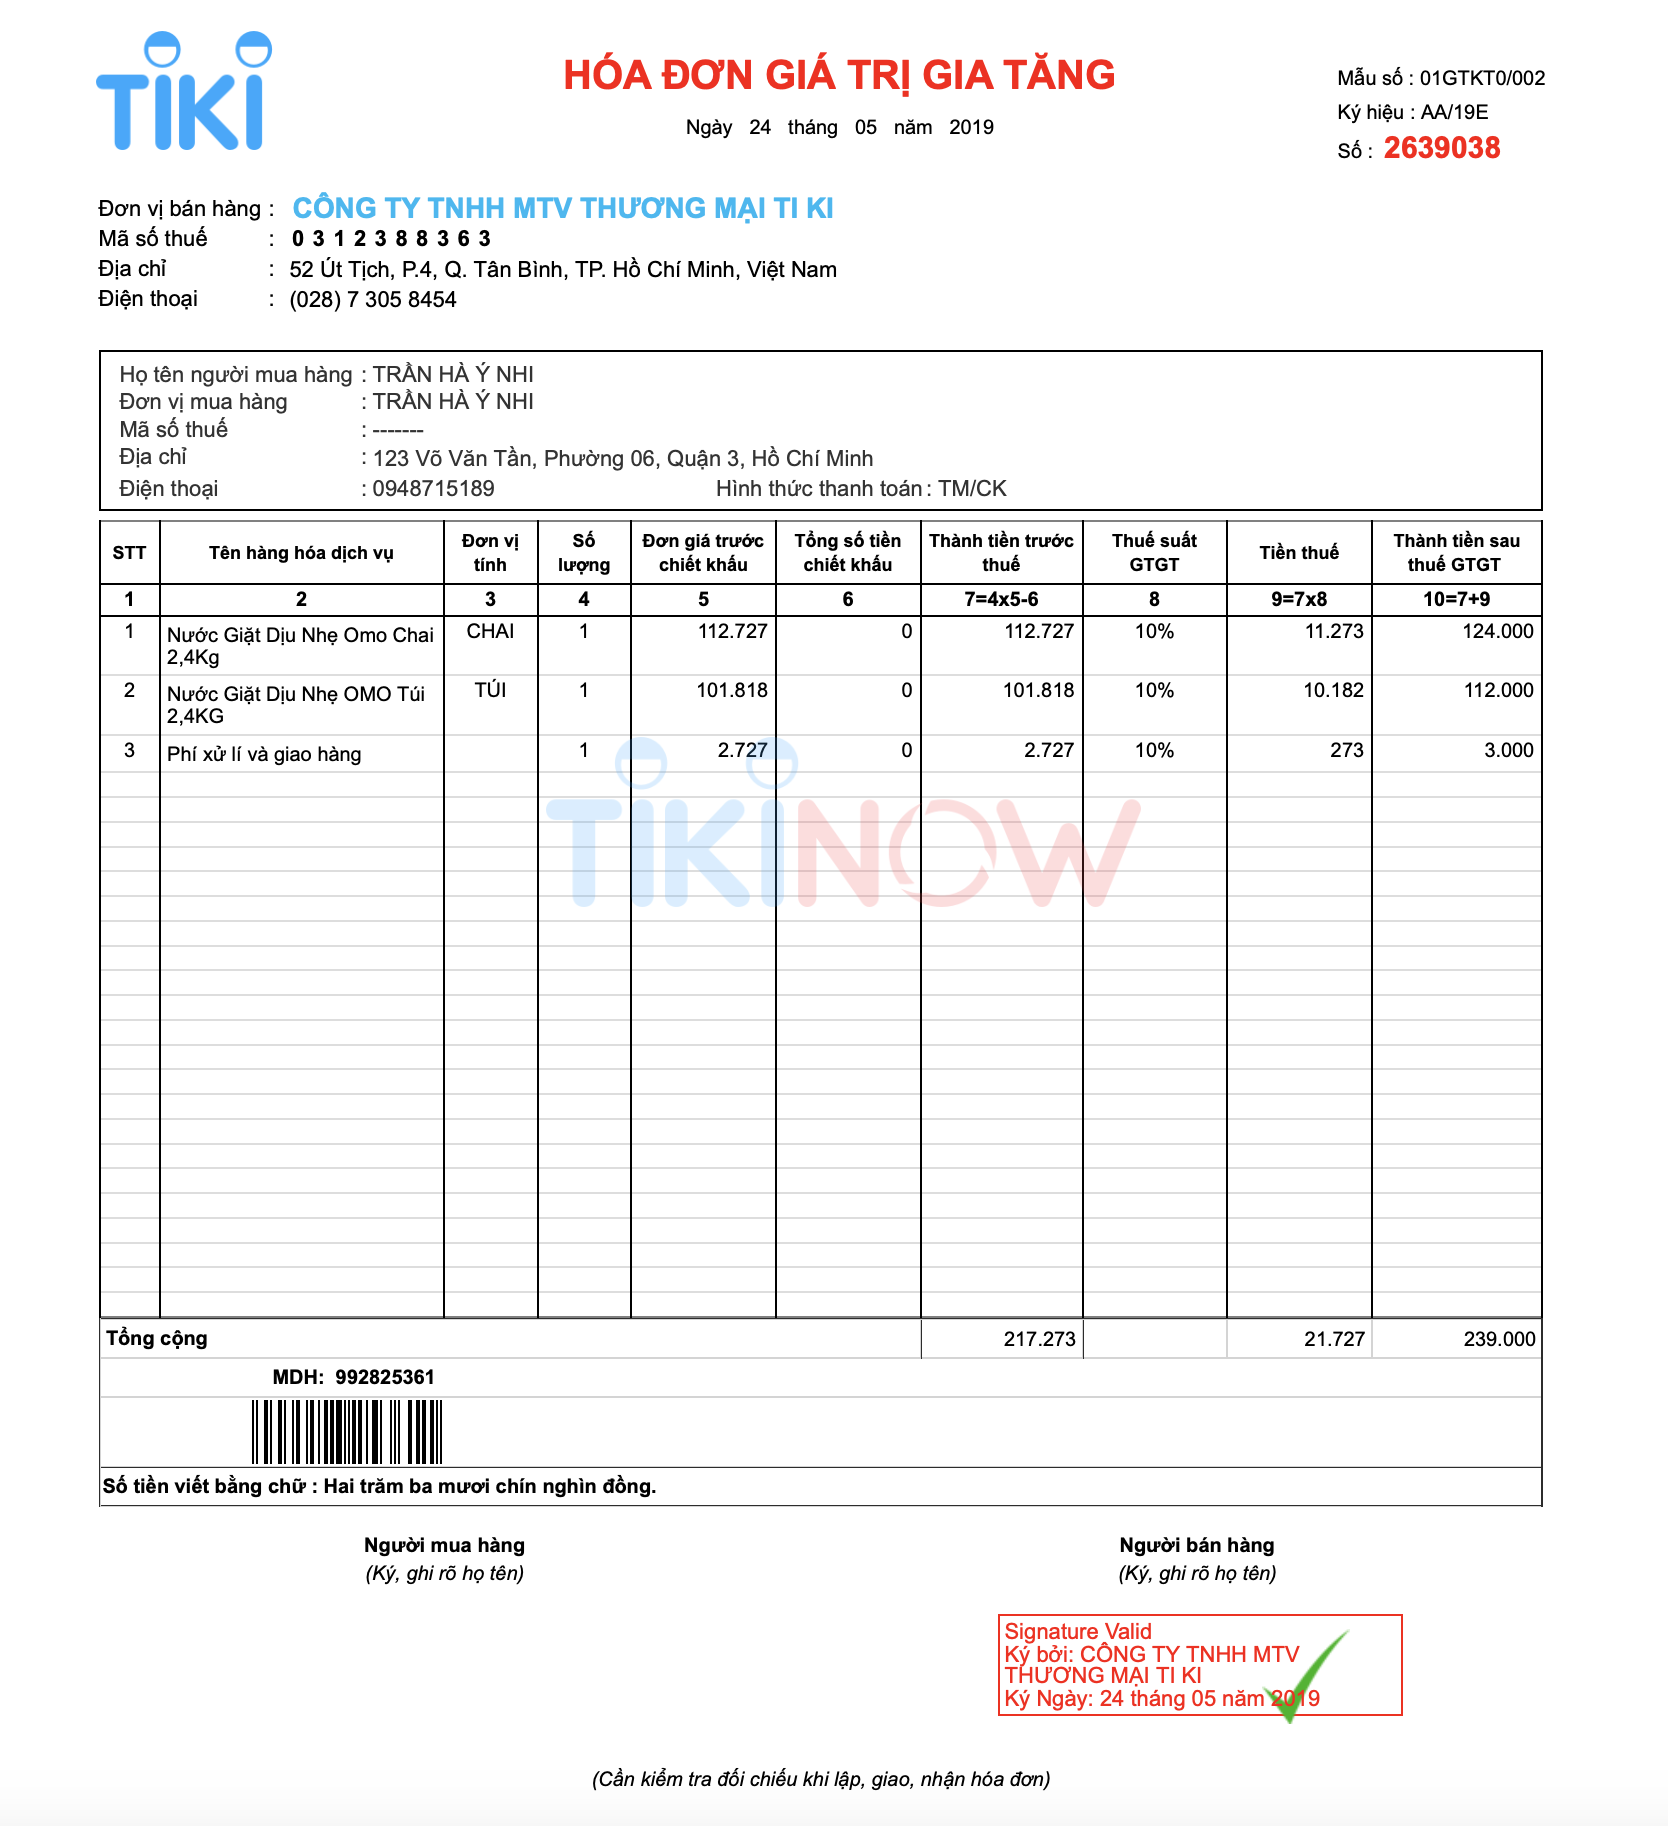 TIKI
HÓA ĐƠN GIÁ TRỊ GIA TĂNG
Ngày 24 tháng 05 năm 2019
Mẫu số : 01GTKT0/002
Ký hiệu : AA/19E
Số : 2639038
Đơn vị bán hàng : CÔNG TY TNHH MTV THƯƠNG MẠI TI KI
Mã số thuế : 0 3 1 2 3 8 8 3 6 3
Địa chỉ : 52 Út Tịch, P.4, Q. Tân Bình, TP. Hồ Chí Minh, Việt Nam
Điện thoại : (028) 7 305 8454
Họ tên người mua hàng : TRẦN HÀ Ý NHI
Đơn vị mua hàng : TRẦN HÀ Ý NHI
Mã số thuế : -------
Địa chỉ : 123 Võ Văn Tần, Phường 06, Quận 3, Hồ Chí Minh
Điện thoại : 0948715189 Hình thức thanh toán : TM/CK
STT Tên hàng hóa dịch vụ Đơn vị tính Số lượng Đơn giá trước chiết khấu Tổng số tiền chiết khấu Thành tiền trước thuế Thuế suất GTGT Tiền thuế Thành tiền sau thuế GTGT
1 2 3 4 5 6 7=4x5-6 8 9=7x8 10=7+9
1 Nước Giặt Dịu Nhẹ Omo Chai 2,4Kg CHAI 1 112.727 0 112.727 10% 11.273 124.000
2 Nước Giặt Dịu Nhẹ OMO Túi 2,4KG TÚI 1 101.818 0 101.818 10% 10.182 112.000
3 Phí xử lí và giao hàng 1 2.727 0 2.727 10% 273 3.000
TIKINOW
Tổng cộng 217.273 21.727 239.000
MDH: 992825361
Số tiền viết bằng chữ : Hai trăm ba mươi chín nghìn đồng.
Người mua hàng
(Ký, ghi rõ họ tên)
Người bán hàng
(Ký, ghi rõ họ tên)
Signature Valid
Ký bởi: CÔNG TY TNHH MTV
THƯƠNG MẠI TI KI
Ký Ngày: 24 tháng 05 năm 2019
(Cần kiểm tra đối chiếu khi lập, giao, nhận hóa đơn)